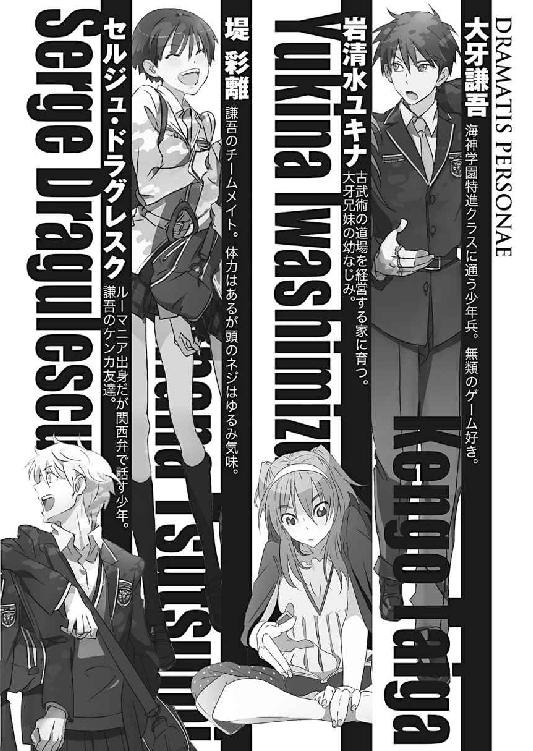 DRAMATIS PERSONAE
大牙謙吾
海神学園特進クラスに通う少年兵。無類のゲーム好き。
Kengo Taiga
岩清水ユキナ
古武術の道場を経営する家に育つ。
大牙兄妹の幼なじみ。
Yukina Iwashimizu
堤 彩離
謙吾のチームメイト。体力はあるが頭のネジはゆるみ気味。
Tsutsumi
セルジュ・ドラグレスク
ルーマニア出身だが関西弁で話す少年。
謙吾のケンカ友達。
Serge Dragulescu